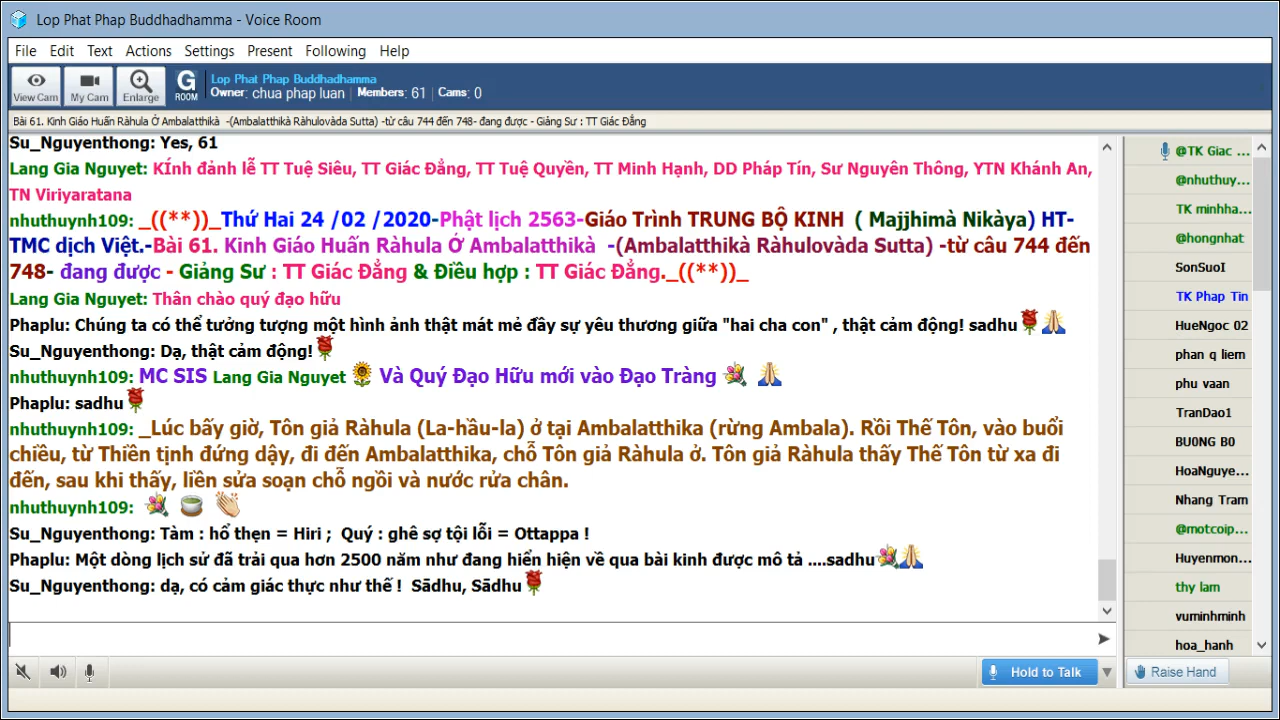 Lop Phat Phap Buddhadhamma - Voice Room
File Edit Text Actions Settings Present Following Help
View Cam My Cam Enlarge G ROOM
Lop Phat Phap Buddhadhamma
Owner: chua phap luan | Members: 61 | Cams: 0
Bài 61. Kinh Giáo Huấn Ràhula Ở Ambalatthikà -(Ambalatthikà Ràhulovàda Sutta) -từ câu 744 đến 748- đang được - Giảng Sư : TT Giác Đẳng
Su_Nguyenthong: Yes, 61
Lang Gia Nguyet: KÍnh đảnh lễ TT Tuệ Siêu, TT Giác Đẳng, TT Tuệ Quyền, TT Minh Hạnh, DD Pháp Tín, Sư Nguyên Thông, YTN Khánh An,
TN Viriyaratana
nhuthuynh109: _((**))_Thứ Hai 24 /02 /2020-Phật lịch 2563-Giáo Trình TRUNG BỘ KINH ( Majjhimà Nikàya) HT-
TMC dịch Việt.-Bài 61. Kinh Giáo Huấn Ràhula Ở Ambalatthikà -(Ambalatthikà Ràhulovàda Sutta) -từ câu 744 đến
748- đang được - Giảng Sư : TT Giác Đẳng & Điều hợp : TT Giác Đẳng._((**))_
Lang Gia Nguyet: Thân chào quý đạo hữu
Phaplu: Chúng ta có thể tưởng tượng một hình ảnh thật mát mẻ đầy sự yêu thương giữa "hai cha con" , thật cảm động! sadhu🌹🙏
Su_Nguyenthong: Dạ, thật cảm động!🌹
nhuthuynh109: MC SIS Lang Gia Nguyet 🌻 Và Quý Đạo Hữu mới vào Đạo Tràng 💐 🙏
Phaplu: sadhu🌹
nhuthuynh109: _Lúc bấy giờ, Tôn giả Ràhula (La-hầu-la) ở tại Ambalatthika (rừng Ambala). Rồi Thế Tôn, vào buổi
chiều, từ Thiền tịnh đứng dậy, đi đến Ambalatthika, chỗ Tôn giả Ràhula ở. Tôn giả Ràhula thấy Thế Tôn từ xa đi
đến, sau khi thấy, liền sửa soạn chỗ ngồi và nước rửa chân.
nhuthuynh109: 💐 🍵 👏
Su_Nguyenthong: Tàm : hổ thẹn = Hiri ; Quý : ghê sợ tội lỗi = Ottappa !
Phaplu: Một dòng lịch sử đã trải qua hơn 2500 năm như đang hiển hiện về qua bài kinh được mô tả ....sadhu💐🙏
Su_Nguyenthong: dạ, có cảm giác thực như thế ! Sādhu, Sādhu🌹
@TK Giac ...
@nhuthuy...
TK minhha...
@hongnhat
SonSuoI
TK Phap Tin
HueNgoc 02
phan q liem
phu vaan
TranDao1
BU0NG B0
HoaNguye...
Nhang Tram
@motcoip...
Huyenmon...
thy lam
vuminhminh
hoa_hanh
Hold to Talk
Raise Hand